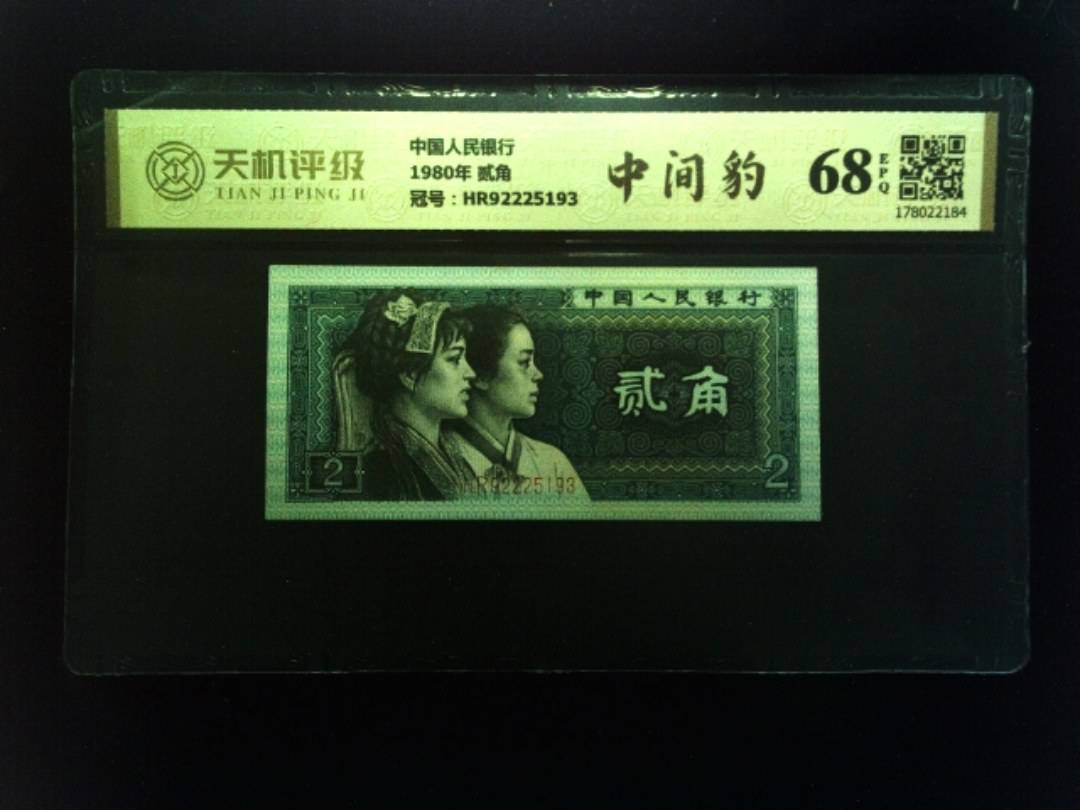 天机评级
TIAN JI PING JI
中国人民银行
1980年 贰角
冠号：HR92225193
中间豹
68
EPQ
178022184
中国人民银行
贰角
2
2
HR92225193